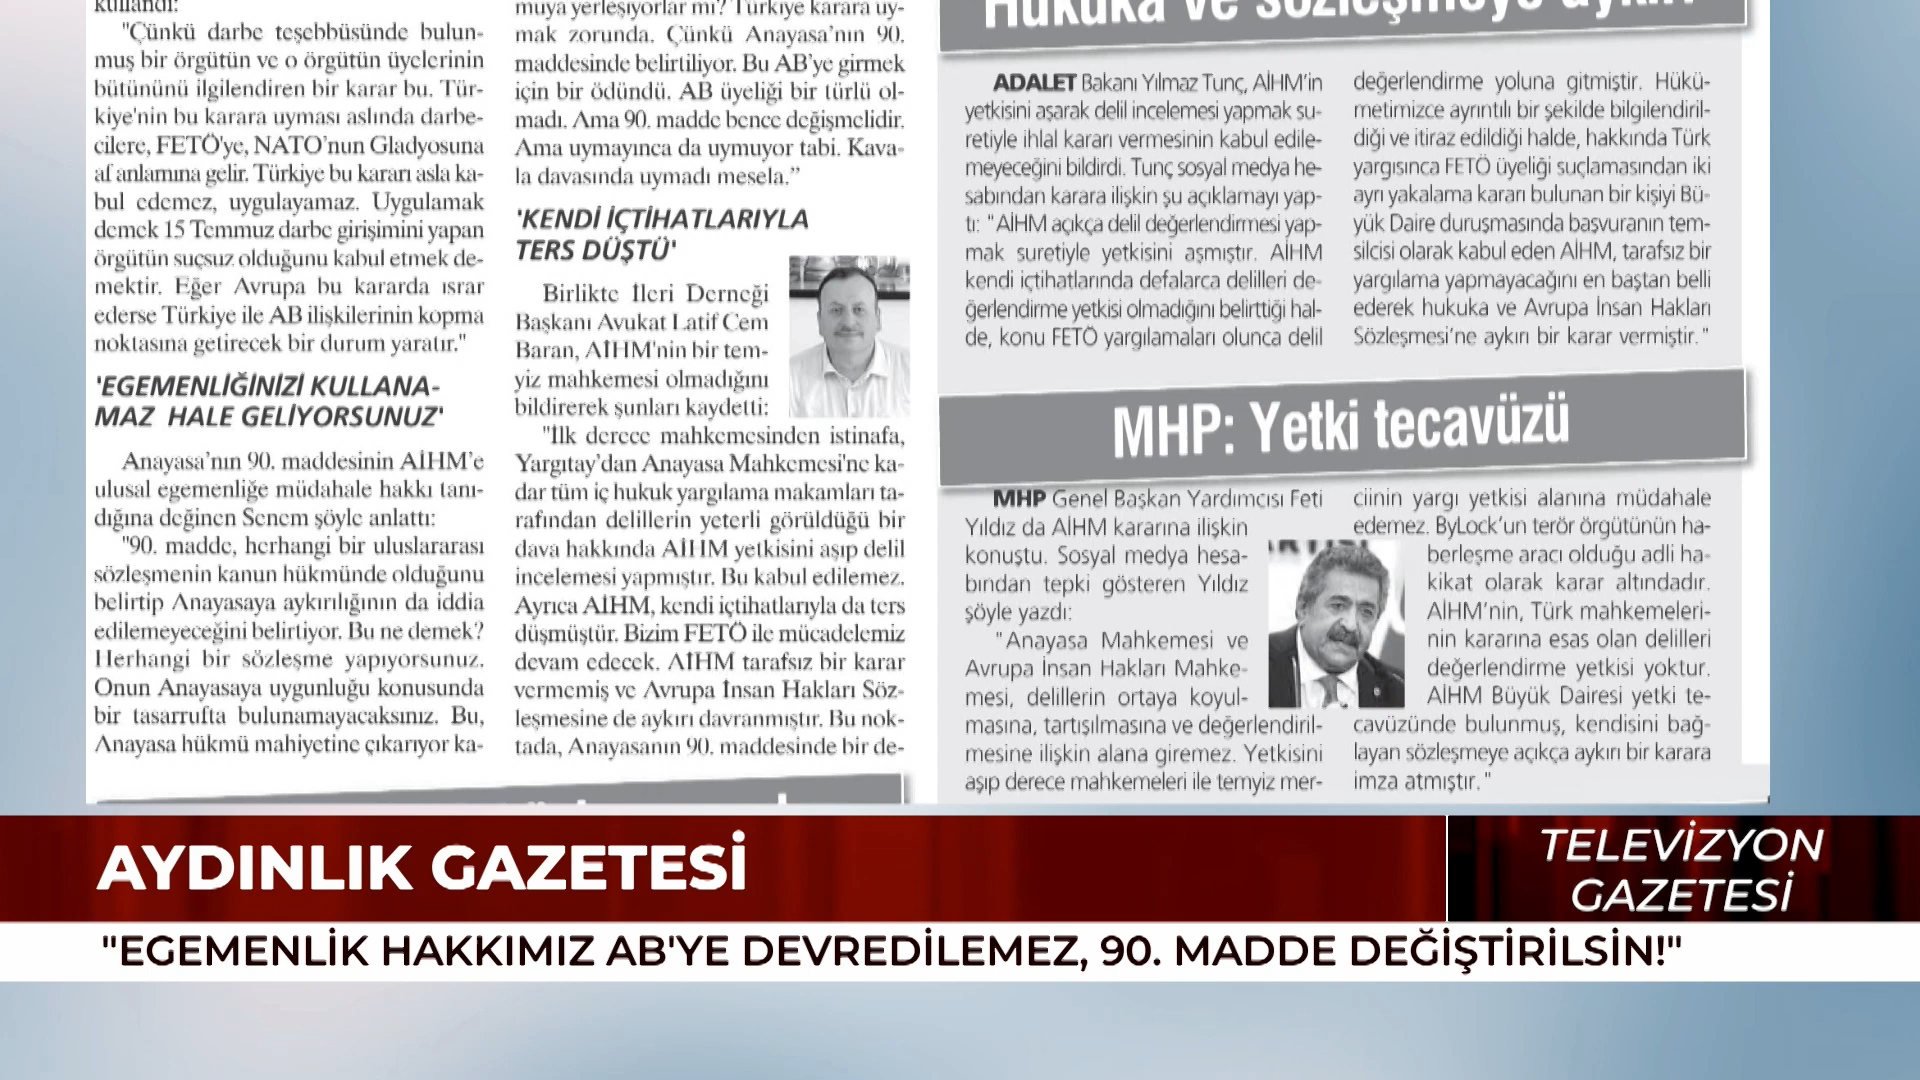 kullandı:
"Çünkü darbe teşebbüsünde bulun-
muş bir örgütün ve o örgütün üyelerinin
bütününü ilgilendiren bir karar bu. Tür-
kiye'nin bu karara uyması aslında darbe-
cilere, FETÖ'ye, NATO’nun Gladyosuna
af anlamına gelir. Türkiye bu kararı asla ka-
bul edemez, uygulayamaz. Uygulamak
demek 15 Temmuz darbe girişimini yapan
örgütün suçsuz olduğunu kabul etmek de-
mektir. Eğer Avrupa bu kararda ısrar
ederse Türkiye ile AB ilişkilerinin kopma
noktasına getirecek bir durum yaratır."
'EGEMENLİĞİNİZİ KULLANA-
MAZ HALE GELİYORSUNUZ'
Anayasa’nın 90. maddesinin AİHM’e
ulusal egemenliğe müdahale hakkı tanı-
dığına değinen Senem şöyle anlattı:
"90. madde, herhangi bir uluslararası
sözleşmenin kanun hükmünde olduğunu
belirtip Anayasaya aykırılığının da iddia
edilemeyeceğini belirtiyor. Bu ne demek?
Herhangi bir sözleşme yapıyorsunuz.
Onun Anayasaya uygunluğu konusunda
bir tasarrufta bulunamayacaksınız. Bu,
Anayasa hükmü mahiyetine çıkarıyor ka-
muya yerleşiyorlar mı? Türkiye karara uy-
mak zorunda. Çünkü Anayasa’nın 90.
maddesinde belirtiliyor. Bu AB’ye girmek
için bir ödündü. AB üyeliği bir türlü ol-
madı. Ama 90. madde bence değişmelidir.
Ama uymayınca da uymuyor tabi. Kava-
la davasında uymadı mesela.”
'KENDİ İÇTİHATLARIYLA
TERS DÜŞTÜ'
Birlikte İleri Derneği
Başkanı Avukat Latif Cem
Baran, AİHM'nin bir tem-
yiz mahkemesi olmadığını
bildirerek şunları kaydetti:
"İlk derece mahkemesinden istinafa,
Yargıtay’dan Anayasa Mahkemesi'ne ka-
dar tüm iç hukuk yargılama makamları ta-
rafından delillerin yeterli görüldüğü bir
dava hakkında AİHM yetkisini aşıp delil
incelemesi yapmıştır. Bu kabul edilemez.
Ayrıca AİHM, kendi içtihatlarıyla da ters
düşmüştür. Bizim FETÖ ile mücadelemiz
devam edecek. AİHM tarafsız bir karar
vermemiş ve Avrupa İnsan Hakları Söz-
leşmesine de aykırı davranmıştır. Bu nok-
tada, Anayasanın 90. maddesinde bir de-
Hukuka ve sözleşmeye aykırı
ADALET Bakanı Yılmaz Tunç, AİHM’in
yetkisini aşarak delil incelemesi yapmak su-
retiyle ihlal kararı vermesinin kabul edile-
meyeceğini bildirdi. Tunç sosyal medya he-
sabından karara ilişkin şu açıklamayı yap-
tı: "AİHM açıkça delil değerlendirmesi yap-
mak suretiyle yetkisini aşmıştır. AİHM
kendi içtihatlarında defalarca delilleri de-
ğerlendirme yetkisi olmadığını belirttiği hal-
de, konu FETÖ yargılamaları olunca delil
değerlendirme yoluna gitmiştir. Hükü-
metimizce ayrıntılı bir şekilde bilgilendiril-
diği ve itiraz edildiği halde, hakkında Türk
yargısınca FETÖ üyeliği suçlamasından iki
ayrı yakalama kararı bulunan bir kişiyi Bü-
yük Daire duruşmasında başvuranın tem-
silcisi olarak kabul eden AİHM, tarafsız bir
yargılama yapmayacağını en baştan belli
ederek hukuka ve Avrupa İnsan Hakları
Sözleşmesi’ne aykırı bir karar vermiştir."
MHP: Yetki tecavüzü
MHP Genel Başkan Yardımcısı Feti
Yıldız da AİHM kararına ilişkin
konuştu. Sosyal medya hesa-
bından tepki gösteren Yıldız
şöyle yazdı:
"Anayasa Mahkemesi ve
Avrupa İnsan Hakları Mahke-
mesi, delillerin ortaya koyul-
masına, tartışılmasına ve değerlendiril-
mesine ilişkin alana giremez. Yetkisini
aşıp derece mahkemeleri ile temyiz mer-
ciinin yargı yetkisi alanına müdahale
edemez. ByLock’un terör örgütünün ha-
berleşme aracı olduğu adli ha-
kikat olarak karar altındadır.
AİHM’nin, Türk mahkemeleri-
nin kararına esas olan delilleri
değerlendirme yetkisi yoktur.
AİHM Büyük Dairesi yetki te-
cavüzünde bulunmuş, kendisini bağ-
layan sözleşmeye açıkça aykırı bir karara
imza atmıştır."
AYDINLIK GAZETESİ
TELEVİZYON
GAZETESİ
"EGEMENLİK HAKKIMIZ AB'YE DEVREDİLEMEZ, 90. MADDE DEĞİŞTİRİLSİN!"